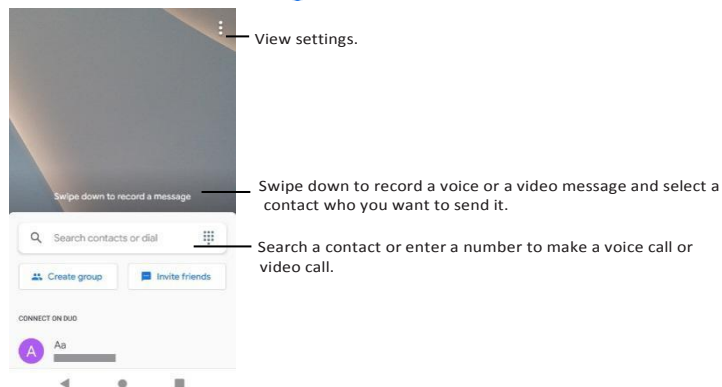 View settings.
Swipe down to record a message
Swipe down to record a voice or a video message and select a
contact who you want to send it.
Search contacts or dial
Search a contact or enter a number to make a voice call or
video call.
Create group
Invite friends
CONNECT ON DUO
A
Aa